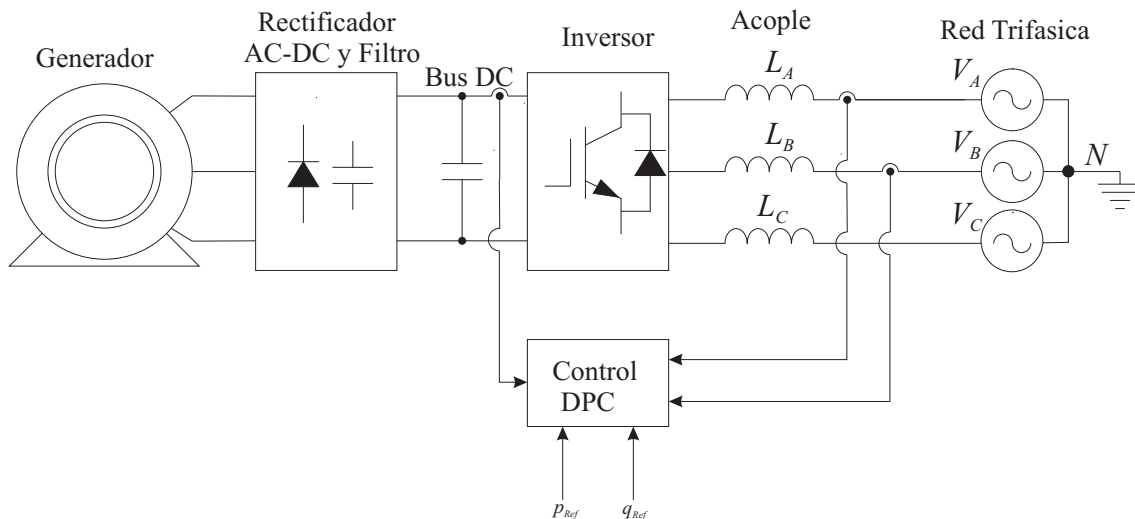 Generador
Rectificador
AC-DC y Filtro
Bus DC
Inversor
Acople
Red Trifasica
L_A
L_B
L_C
V_A
V_B
V_C
N
Control
DPC
p_Ref
q_Ref